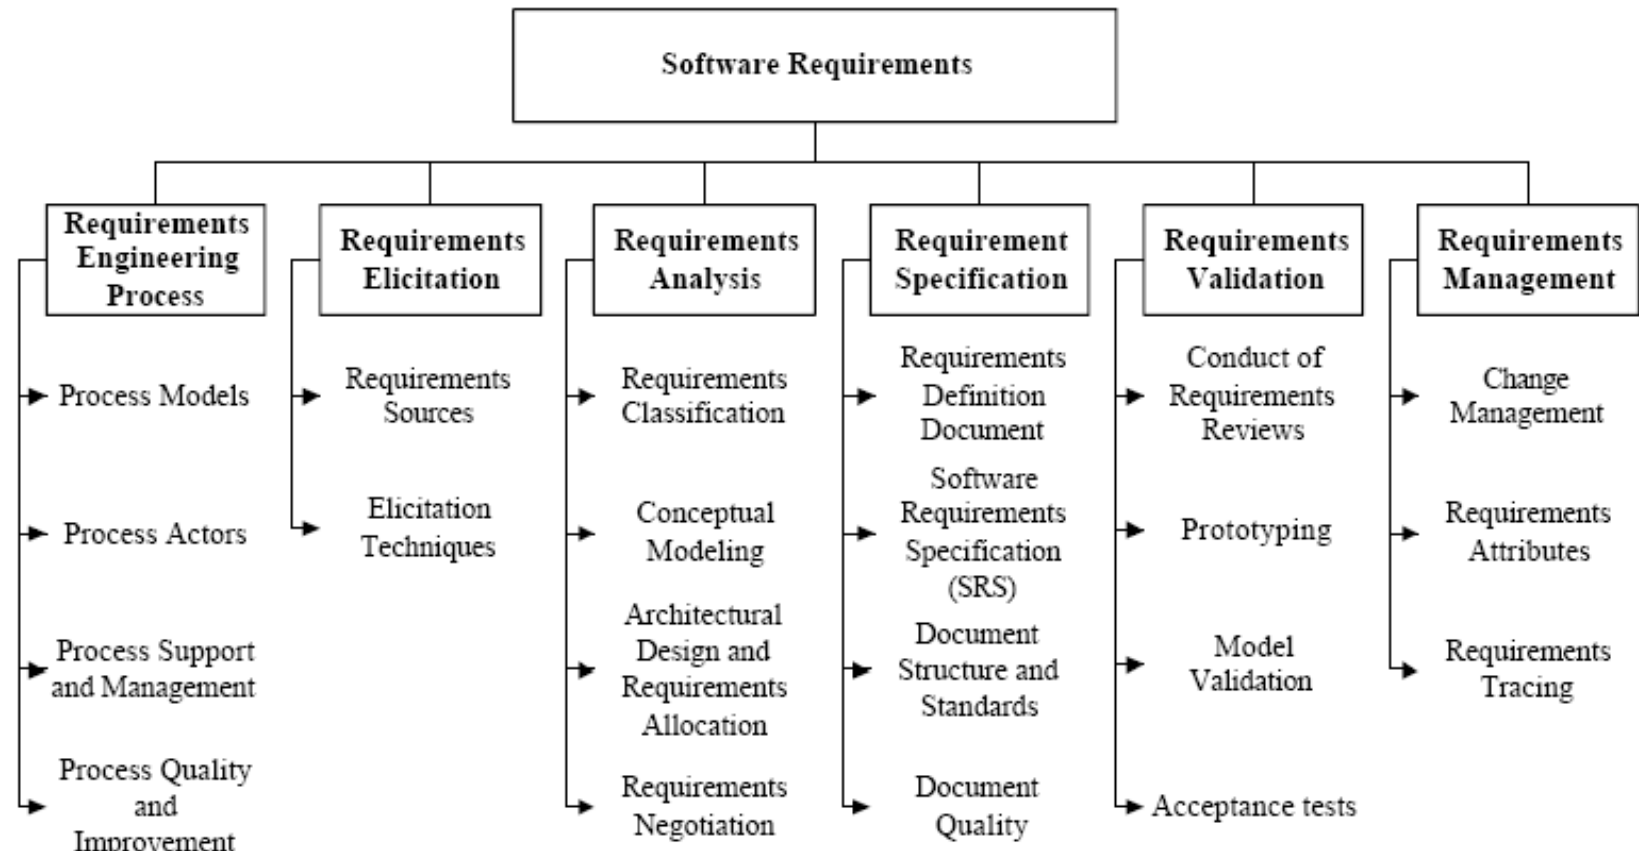 Software Requirements
Requirements
Engineering
Process
Requirements
Elicitation
Requirements
Analysis
Requirement
Specification
Requirements
Validation
Requirements
Management
Process Models
Process Actors
Process Support
and Management
Process Quality
and
Improvement
Requirements
Sources
Elicitation
Techniques
Requirements
Classification
Conceptual
Modeling
Architectural
Design and
Requirements
Allocation
Requirements
Negotiation
Requirements
Definition
Document
Software
Requirements
Specification
(SRS)
Document
Structure and
Standards
Document
Quality
Conduct of
Requirements
Reviews
Prototyping
Model
Validation
Acceptance tests
Change
Management
Requirements
Attributes
Requirements
Tracing